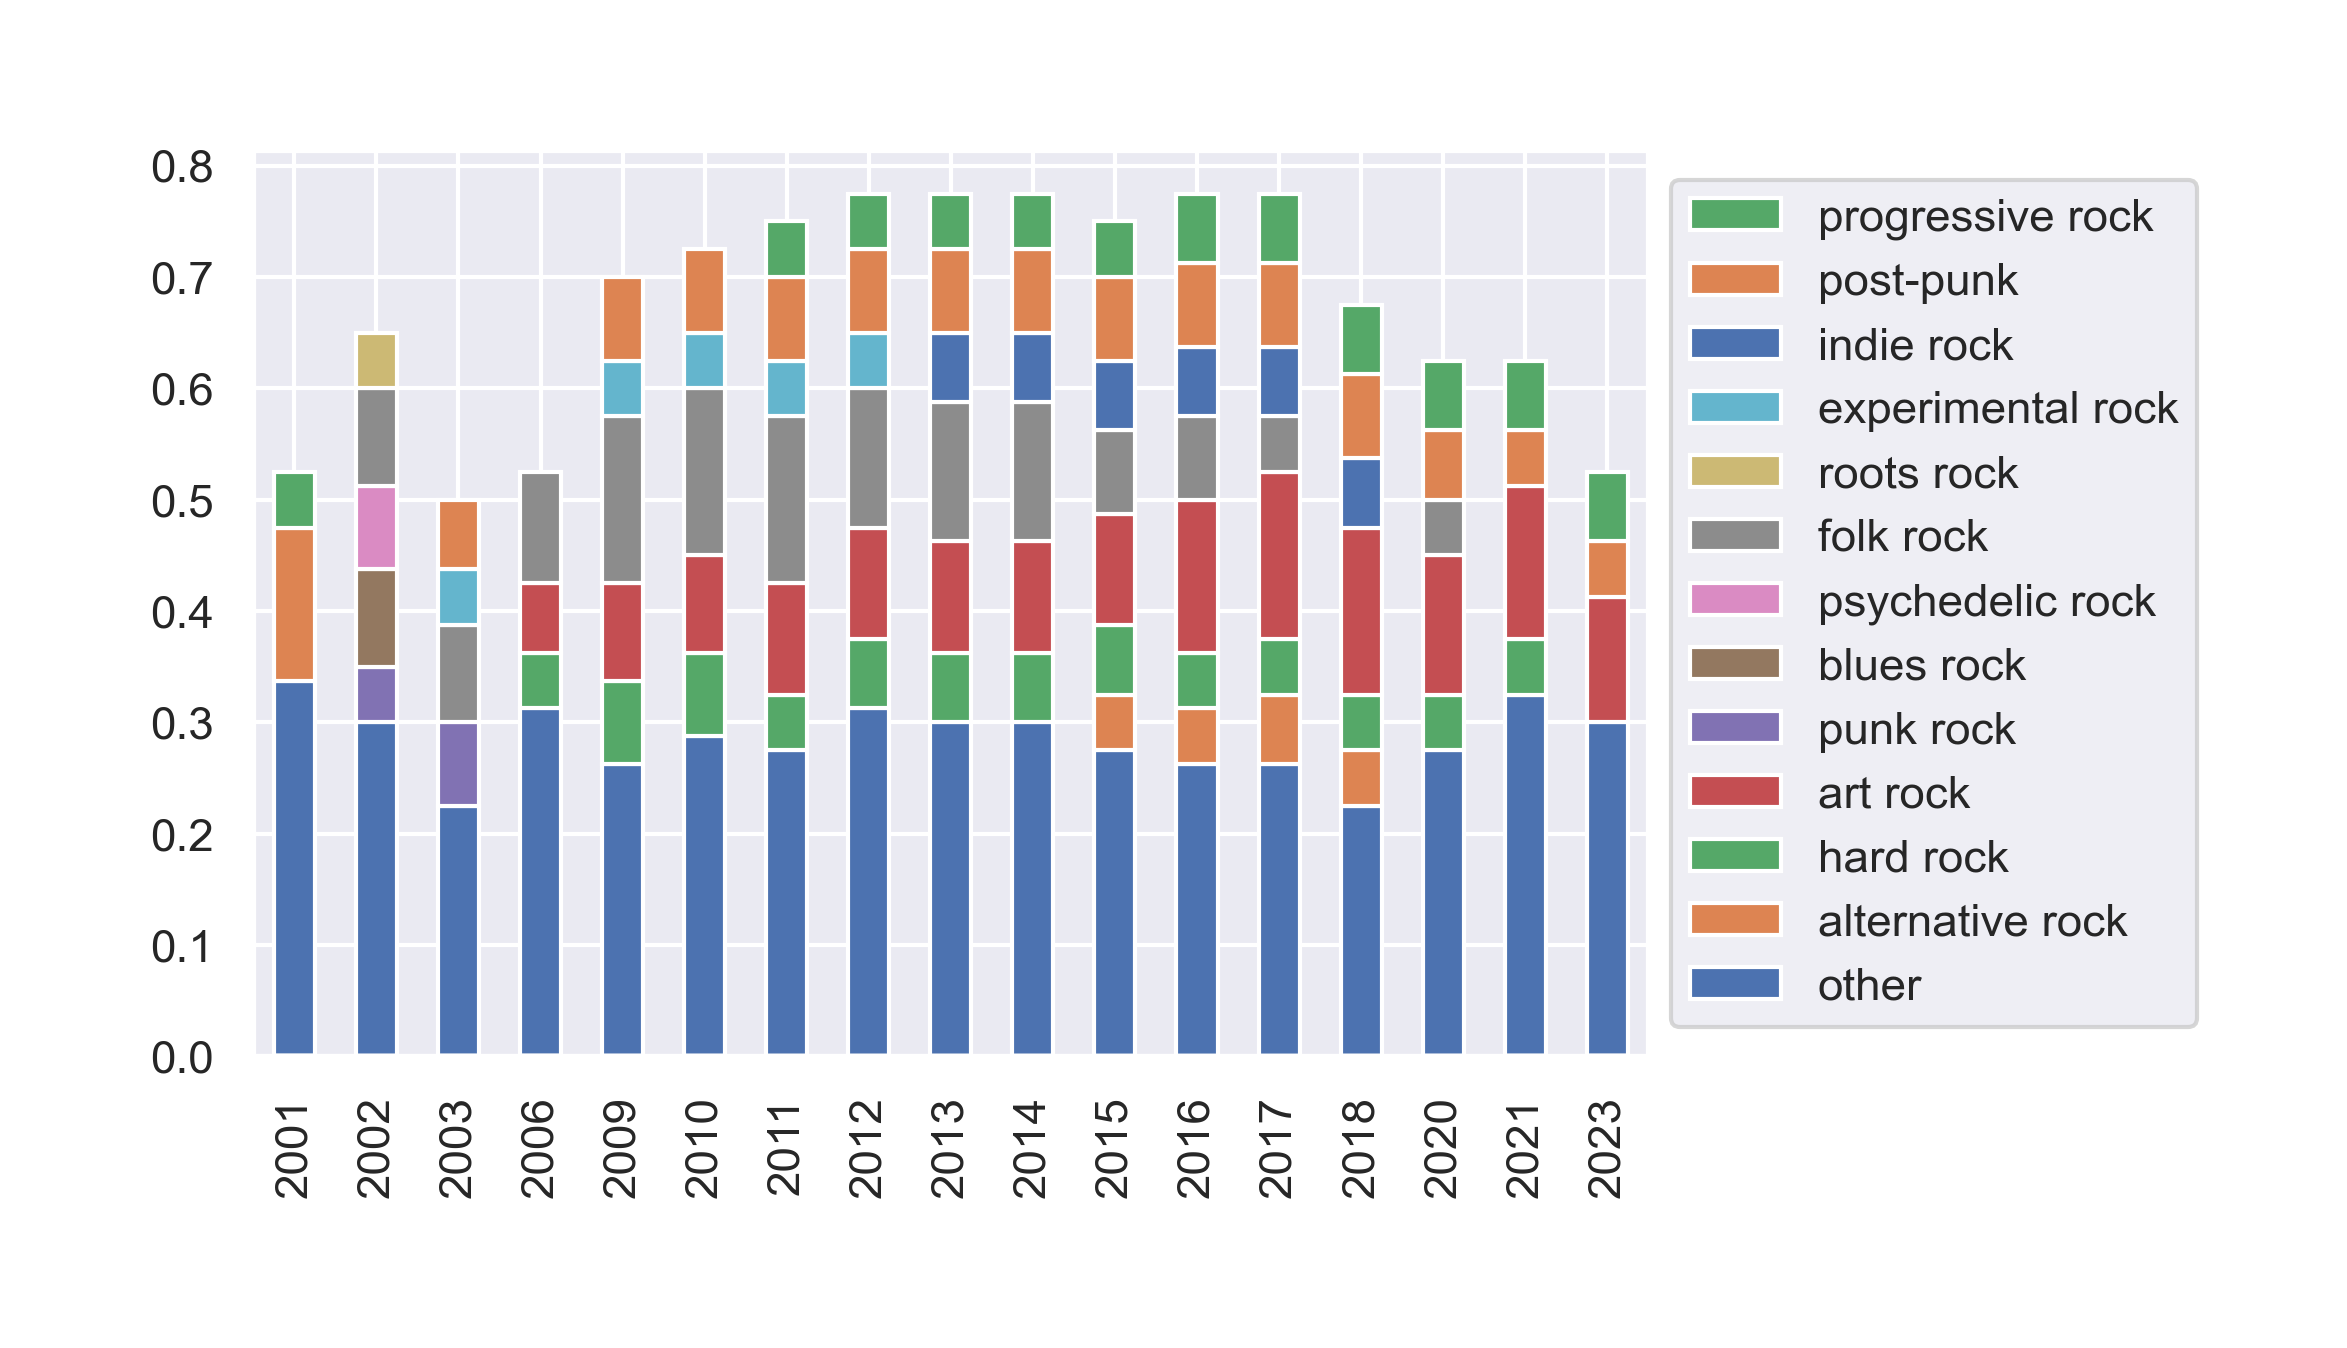 0.8
0.7
0.6
0.5
0.4
0.3
0.2
0.1
0.0
2001
2002
2003
2006
2009
2010
2011
2012
2013
2014
2015
2016
2017
2018
2020
2021
2023
progressive rock
post-punk
indie rock
experimental rock
roots rock
folk rock
psychedelic rock
blues rock
punk rock
art rock
hard rock
alternative rock
other